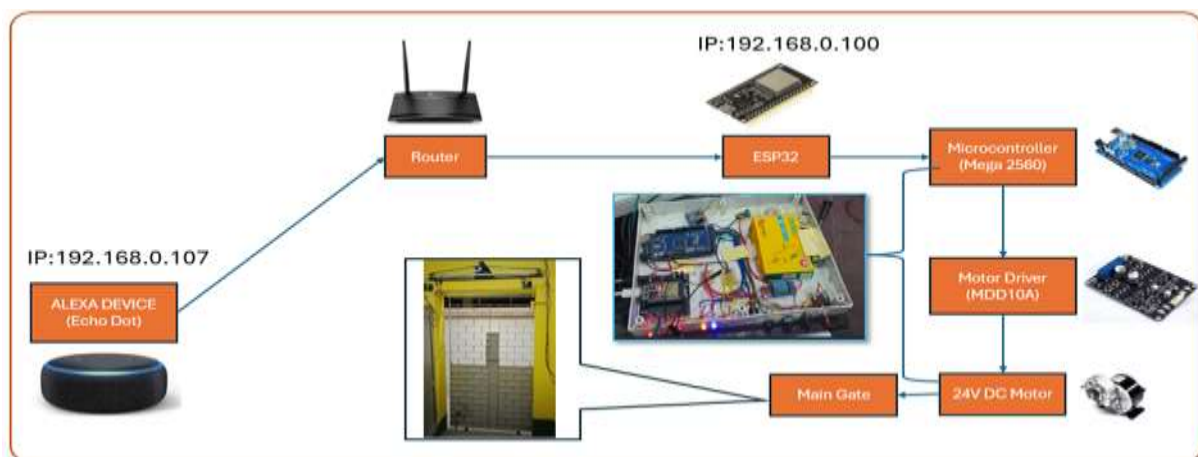 IP:192.168.0.100
Router
ESP32
Microcontroller
(Mega 2560)
IP:192.168.0.107
ALEXA DEVICE
(Echo Dot)
Motor Driver
(MDD10A)
Main Gate
24V DC Motor